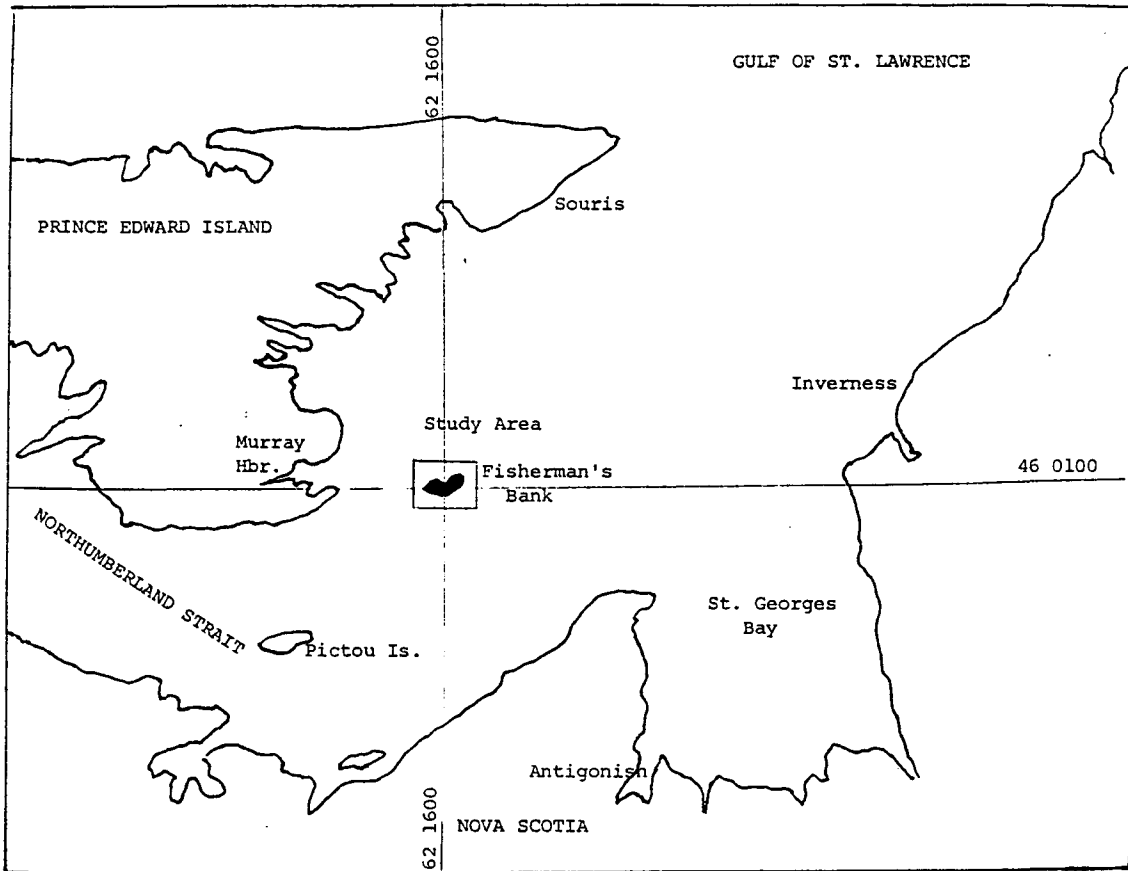 62 1600
GULF OF ST. LAWRENCE
Souris
PRINCE EDWARD ISLAND
Inverness
Study Area
Murray
Hbr.
Fisherman's
Bank
46 0100
NORTHUMBERLAND STRAIT
St. Georges
Bay
Pictou Is.
Antigonish
62 1600
NOVA SCOTIA